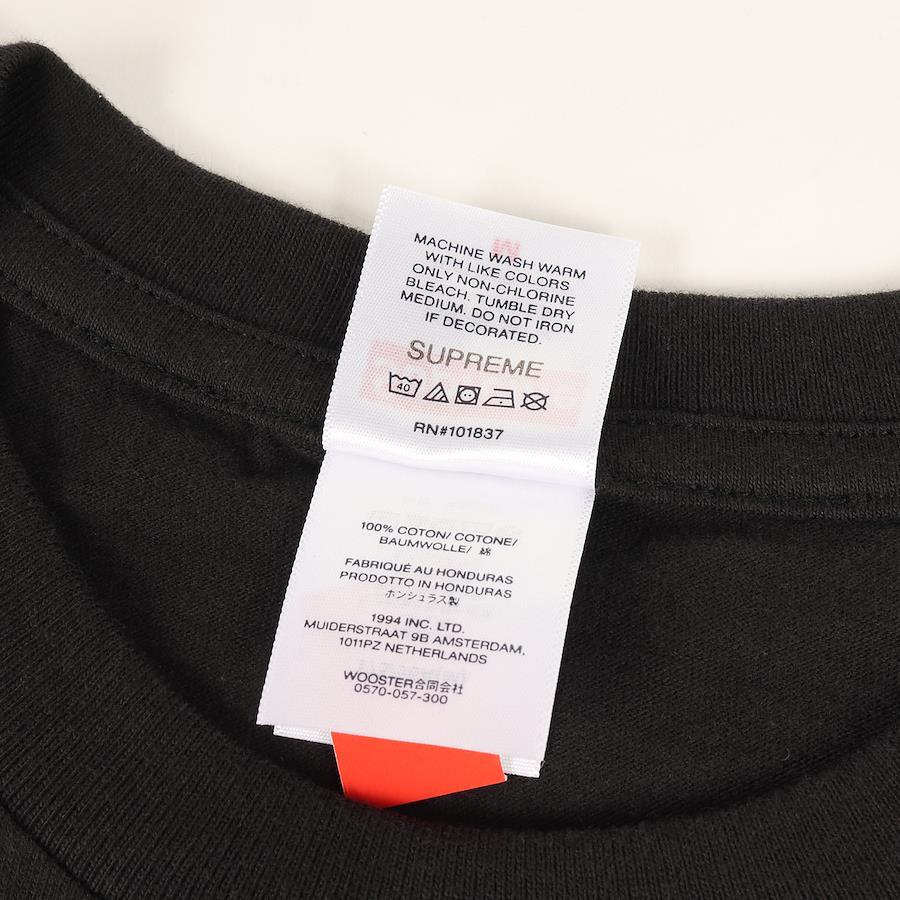 MACHINE WASH WARM
WITH LIKE COLORS
ONLY NON-CHLORINE
BLEACH. TUMBLE DRY
MEDIUM. DO NOT IRON
IF DECORATED.
SUPREME
40
RN#101837
100% COTON/ COTONE/
BAUMWOLLE/ 綿
FABRIQUÉ AU HONDURAS
PRODOTTO IN HONDURAS
ホンジュラス製
1994 INC. LTD.
MUIDERSTRAAT 9B AMSTERDAM,
1011PZ NETHERLANDS
WOOSTER合同会社
0570-057-300